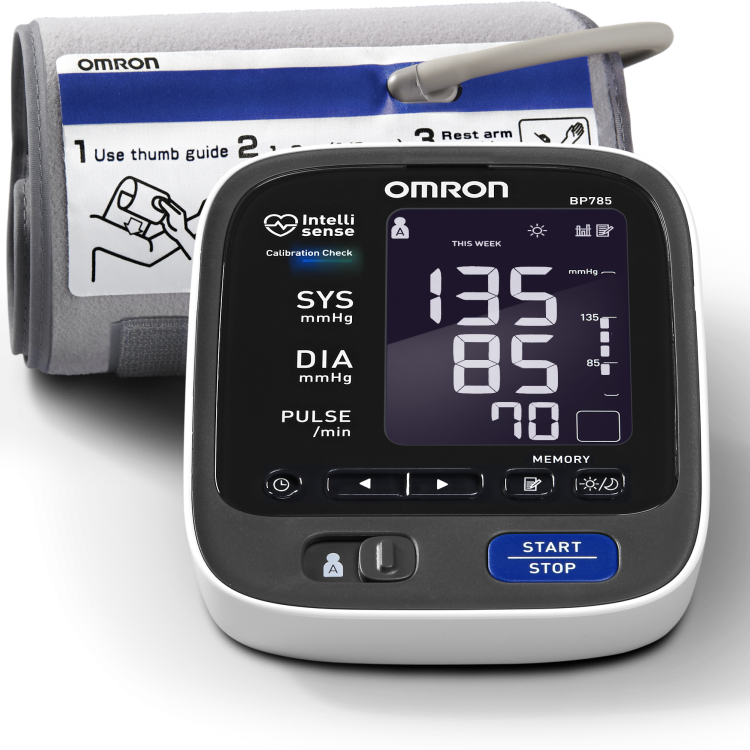 OMRON
1 Use thumb guide 2
3 Rest arm
OMRON
BP785
Intelli
sense
Calibration Check
A
THIS WEEK
SYS
mmHg
135
mmHg
135
DIA
mmHg
85
85
PULSE
/min
70
MEMORY
A
START
STOP